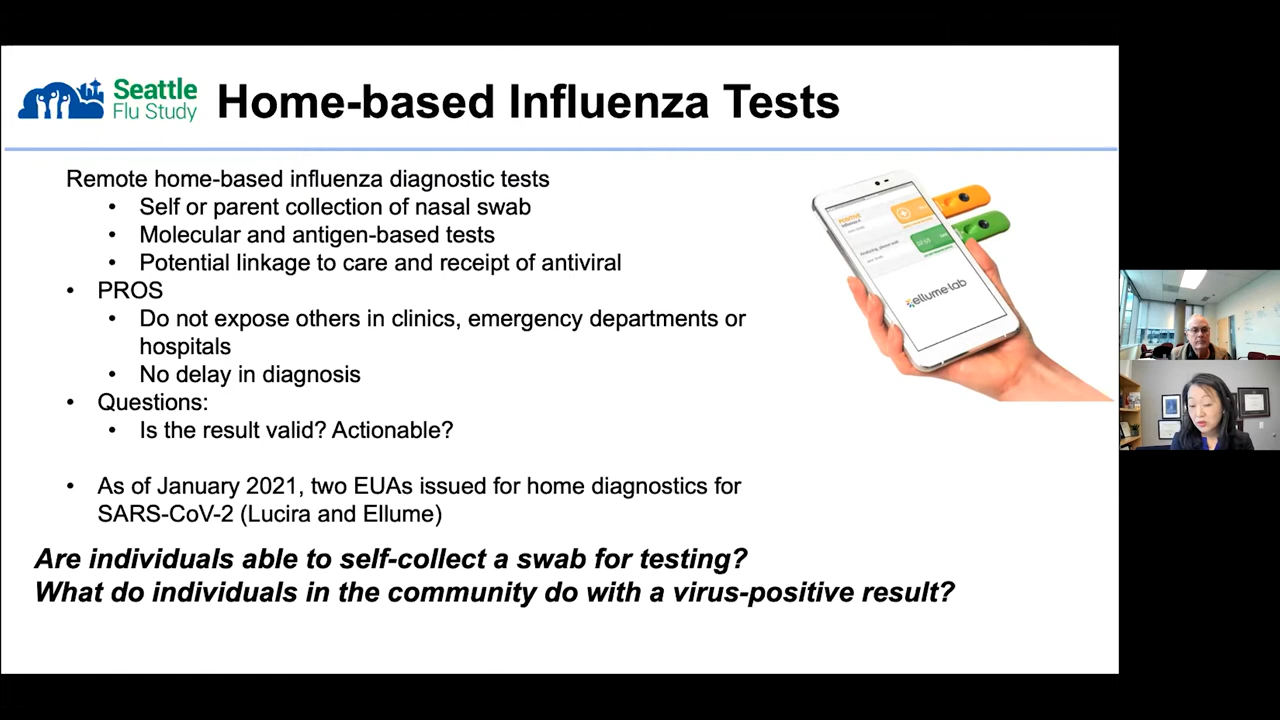 Seattle
Flu Study
Home-based Influenza Tests
Remote home-based influenza diagnostic tests
• Self or parent collection of nasal swab
• Molecular and antigen-based tests
• Potential linkage to care and receipt of antiviral
• PROS
• Do not expose others in clinics, emergency departments or
hospitals
• No delay in diagnosis
• Questions:
• Is the result valid? Actionable?
• As of January 2021, two EUAs issued for home diagnostics for
SARS-CoV-2 (Lucira and Ellume)
Are individuals able to self-collect a swab for testing?
What do individuals in the community do with a virus-positive result?
POSITIVE
Influenza A
ellume·lab